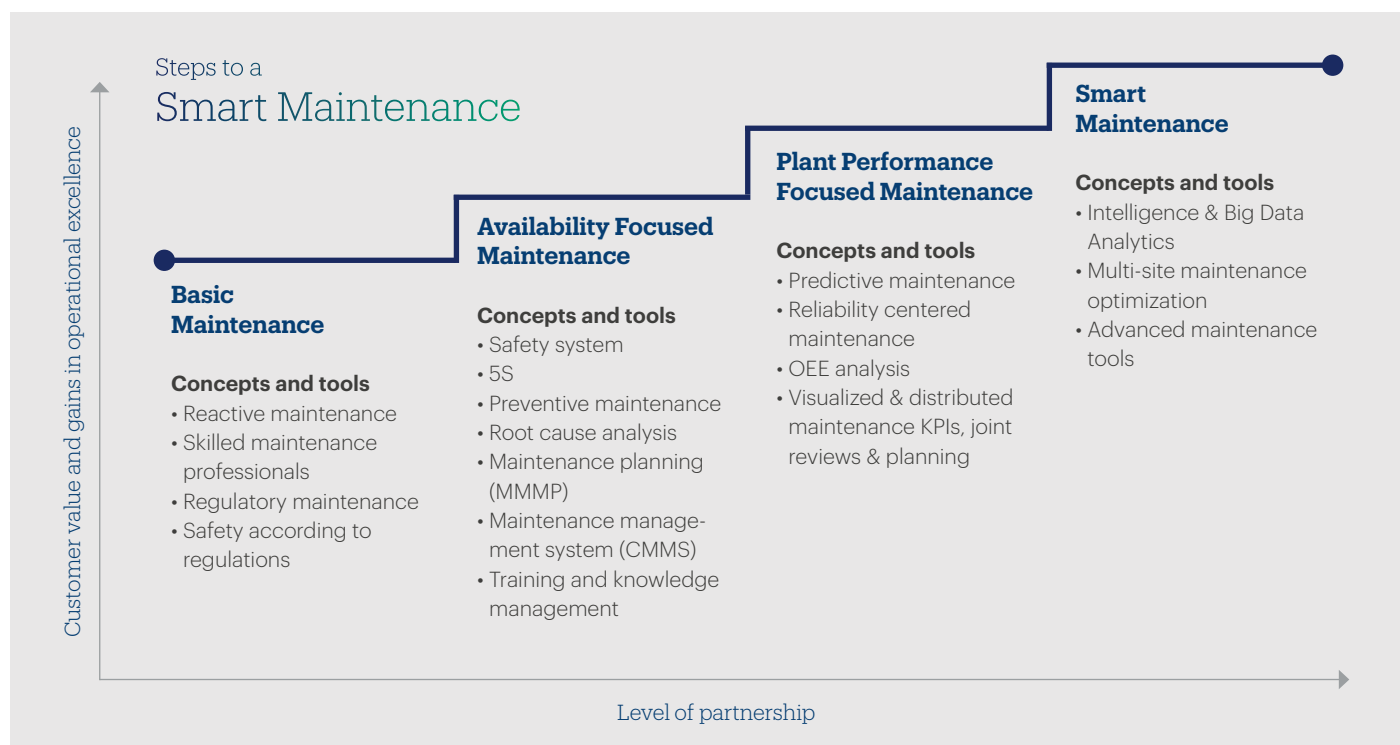 Steps to a
Smart Maintenance
Customer value and gains in operational excellence
Basic
Maintenance
Concepts and tools
• Reactive maintenance
• Skilled maintenance
professionals
• Regulatory maintenance
• Safety according to
regulations
Availability Focused
Maintenance
Concepts and tools
• Safety system
• 5S
• Preventive maintenance
• Root cause analysis
• Maintenance planning
(MMMP)
• Maintenance manage-
ment system (CMMS)
• Training and knowledge
management
Plant Performance
Focused Maintenance
Concepts and tools
• Predictive maintenance
• Reliability centered
maintenance
• OEE analysis
• Visualized & distributed
maintenance KPIs, joint
reviews & planning
Smart
Maintenance
Concepts and tools
• Intelligence & Big Data
Analytics
• Multi-site maintenance
optimization
• Advanced maintenance
tools
Level of partnership